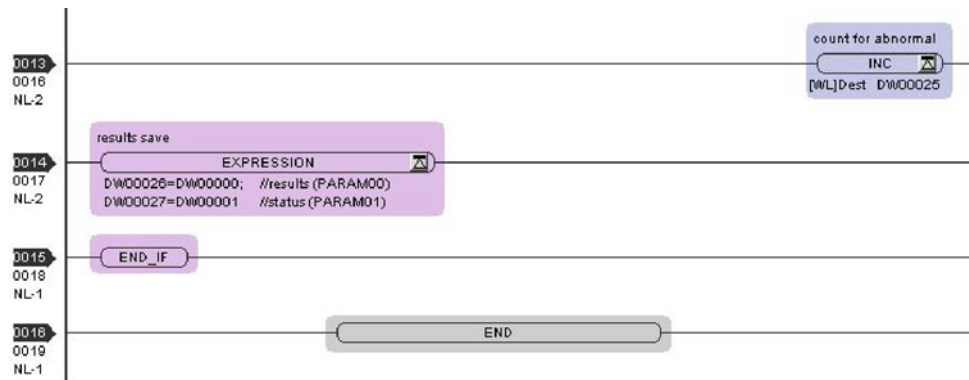 count for abnormal
0013 INC
0016 [WL]Dest DW00025
NL-2
results save
0014 EXPRESSION
0017 DW00026=DW00000; //results (PARAM00)
NL-2 DW00027=DW00001 //status (PARAM01)
0015 END_IF
0018
NL-1
0016 END
0019
NL-1